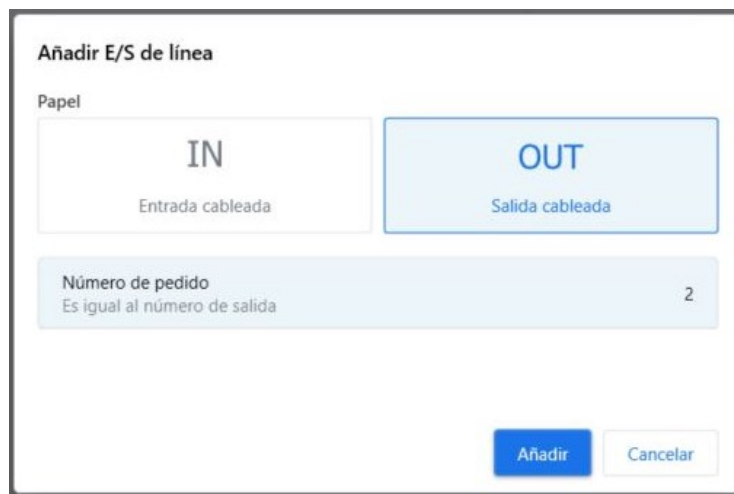 Añadir E/S de línea
Papel
IN
Entrada cableada
OUT
Salida cableada
Número de pedido
Es igual al número de salida
2
Añadir
Cancelar